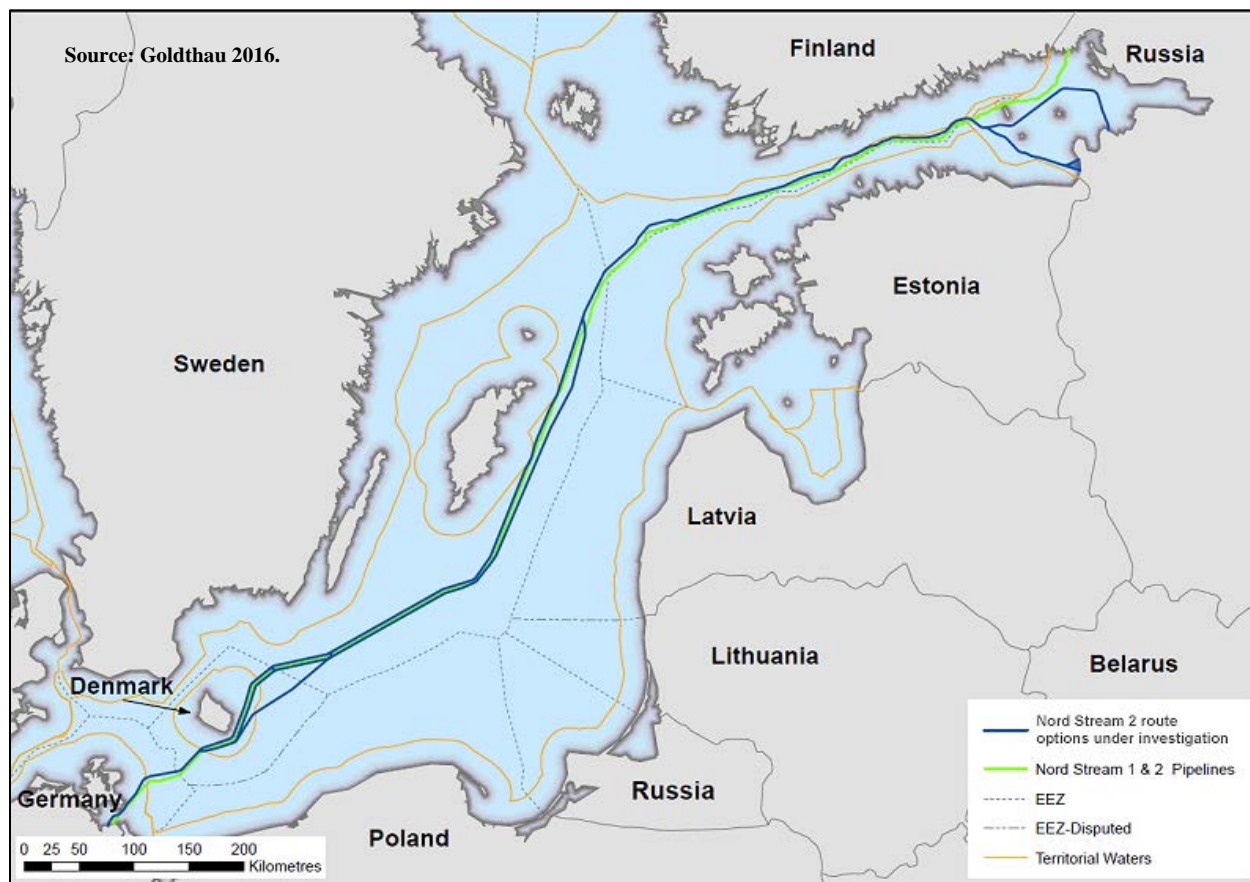 Source: Goldthau 2016.
Finland
Russia
Estonia
Sweden
Latvia
Lithuania
Belarus
Denmark
Germany
Russia
Poland
0 25 50 100 150 200
Kilometres
Nord Stream 2 route
options under investigation
Nord Stream 1 & 2 Pipelines
EEZ
EEZ-Disputed
Territorial Waters